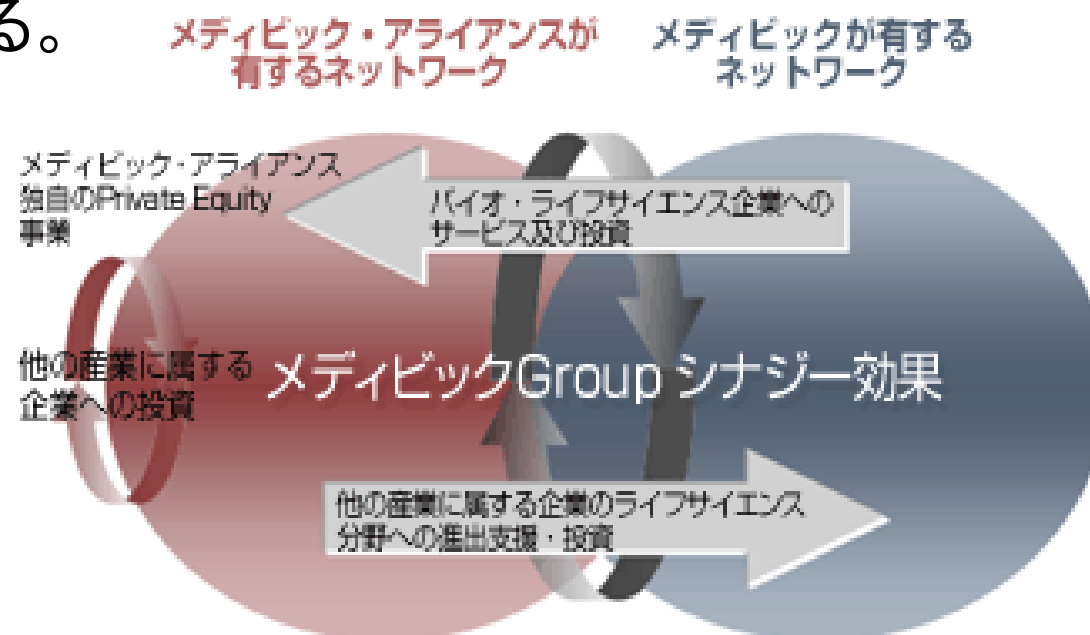 る。
メディビック・アライアンスが
有するネットワーク
メディビックが有する
ネットワーク
メディビック・アライアンス
独自のPrivate Equity
事業
バイオ・ライフサイエンス企業への
サービス及び投資
他の産業に属する
企業への投資
メディビックGroup シナジー効果
他の産業に属する企業のライフサイエンス
分野への進出支援・投資